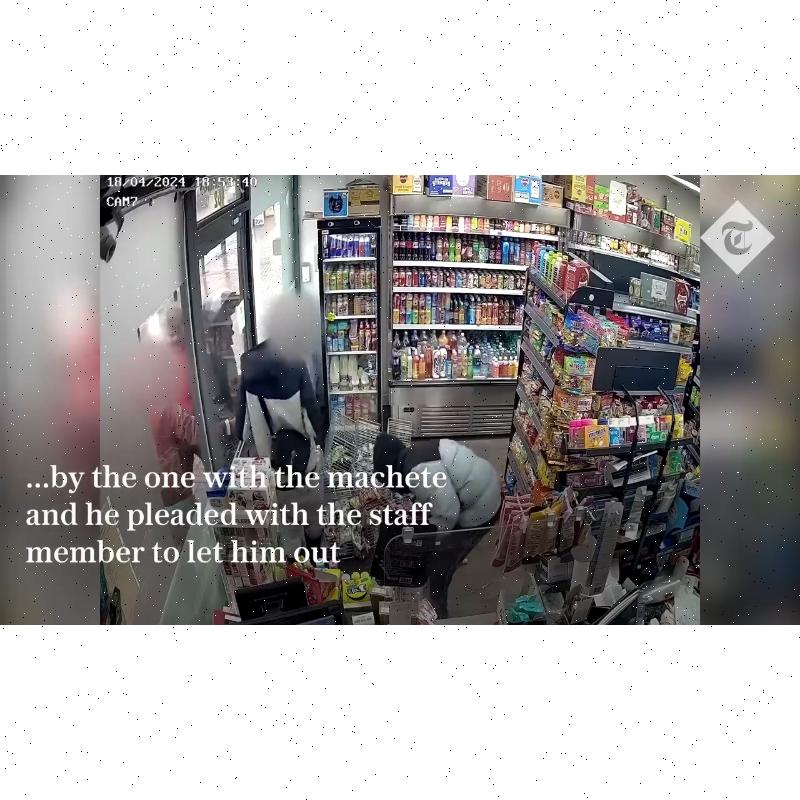 18/04/2024 18:53:40
CAM7
T
...by the one with the machete
and he pleaded with the staff
member to let him out